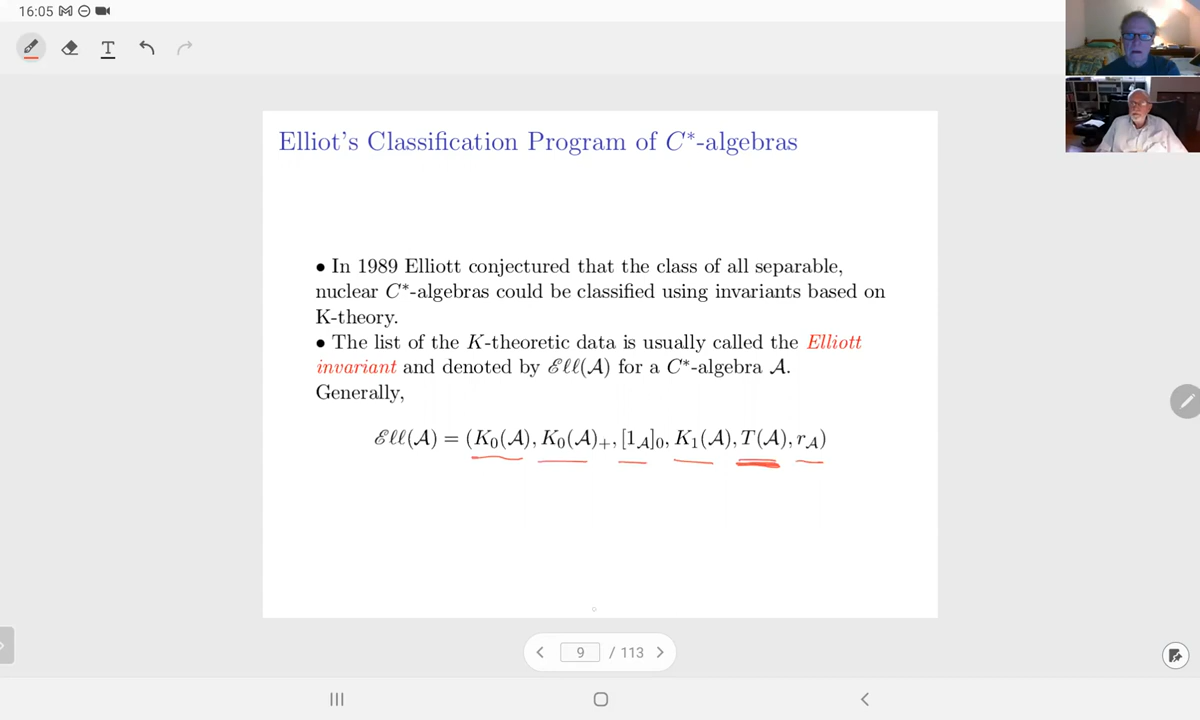 16:05
Elliot's Classification Program of C*-algebras
• In 1989 Elliott conjectured that the class of all separable,
nuclear C*-algebras could be classified using invariants based on
K-theory.
• The list of the K-theoretic data is usually called the Elliott
invariant and denoted by ℰℓℓ(𝒜) for a C*-algebra 𝒜.
Generally,
ℰℓℓ(𝒜) = (K₀(𝒜), K₀(𝒜)₊, [1_𝒜]₀, K₁(𝒜), T(𝒜), r_𝒜)
9 / 113